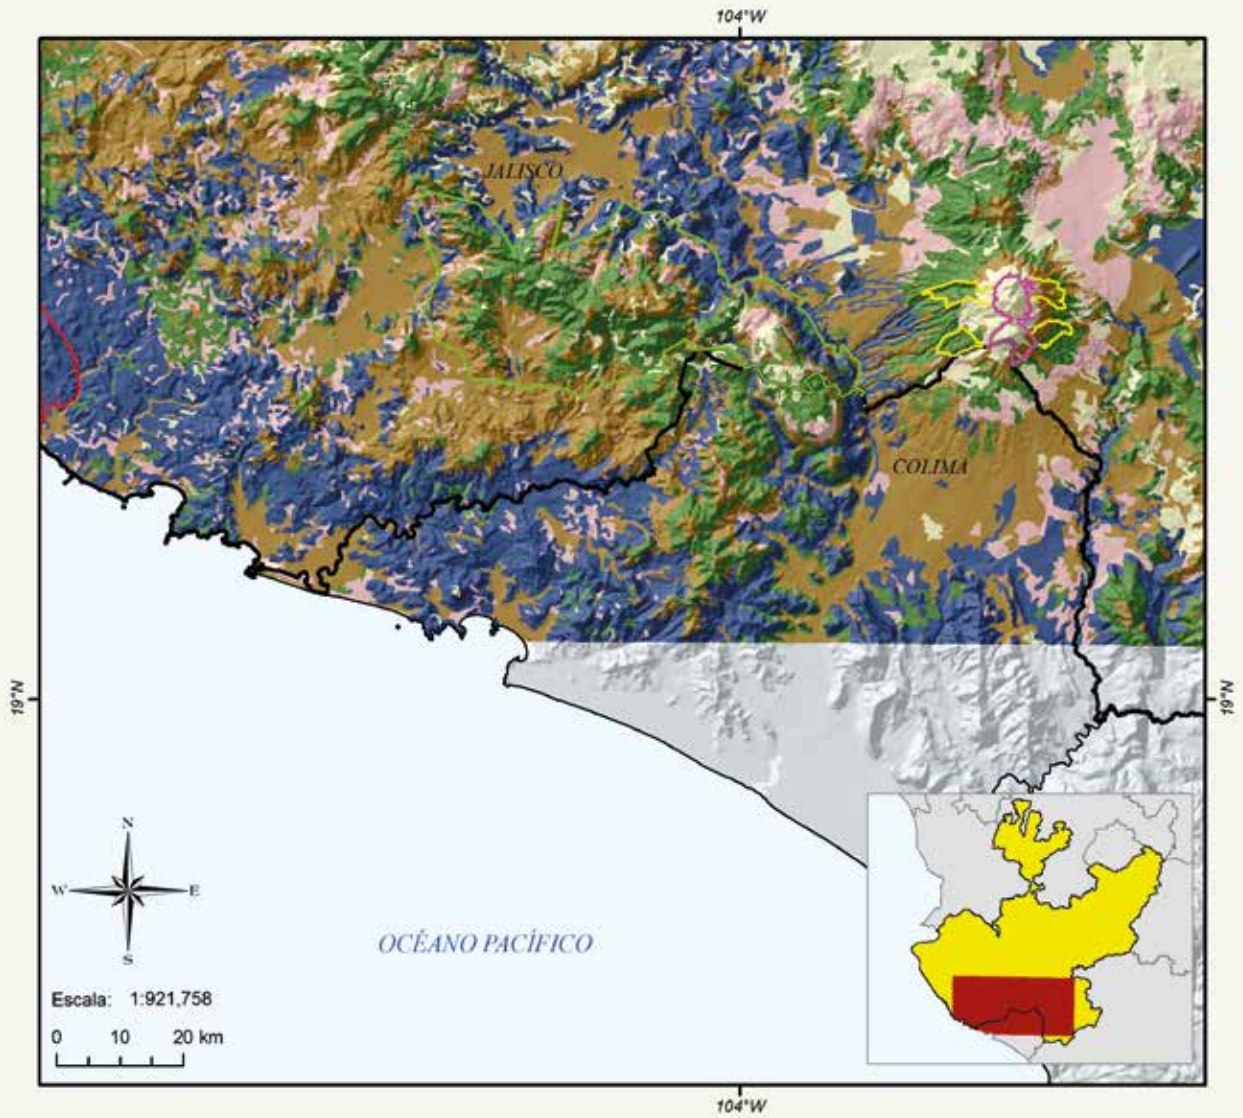 104°W
JALISCO
COLIMA
19°N
19°N
N
W
E
S
OCÉANO PACÍFICO
Escala: 1:921,758
0 10 20 km
104°W